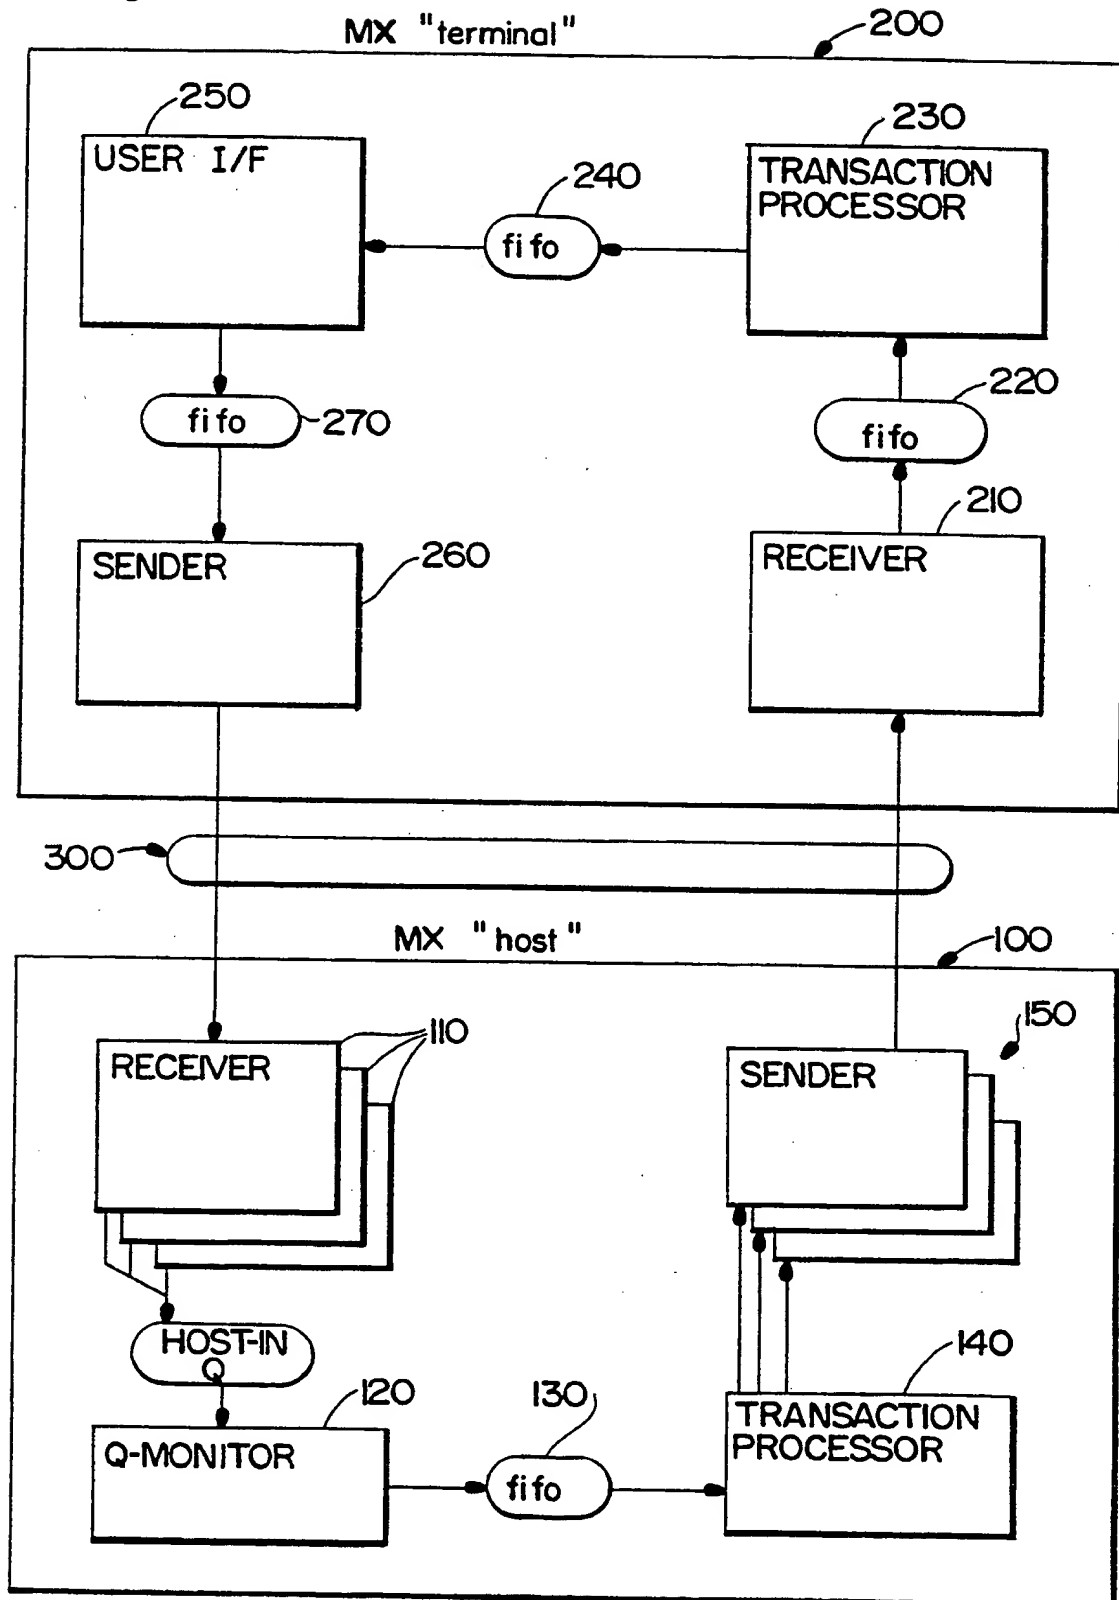 MX "terminal"
200
250
USER I/F
230
TRANSACTION
PROCESSOR
240
fifo
220
fifo
270
fifo
210
SENDER
260
RECEIVER
300
MX "host"
100
110
150
RECEIVER
SENDER
HOST-IN
Q
120
130
140
Q-MONITOR
fifo
TRANSACTION
PROCESSOR